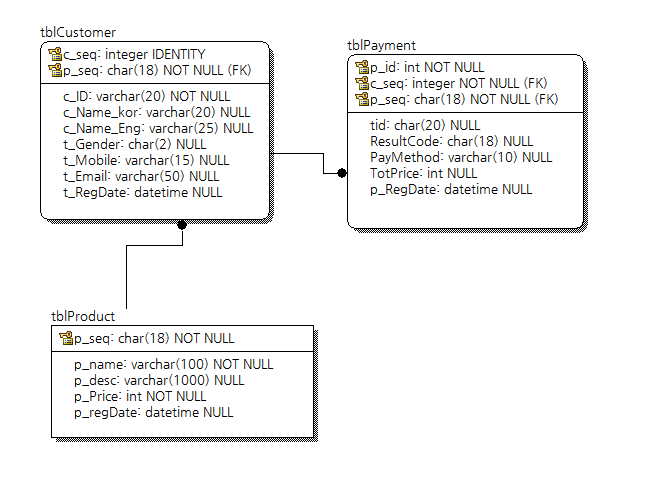 tblCustomer
c_seq: integer IDENTITY
p_seq: char(18) NOT NULL (FK)
c_ID: varchar(20) NOT NULL
c_Name_kor: varchar(20) NULL
c_Name_Eng: varchar(25) NULL
t_Gender: char(2) NULL
t_Mobile: varchar(15) NULL
t_Email: varchar(50) NULL
t_RegDate: datetime NULL
tblPayment
p_id: int NOT NULL
c_seq: integer NOT NULL (FK)
p_seq: char(18) NOT NULL (FK)
tid: char(20) NULL
ResultCode: char(18) NULL
PayMethod: varchar(10) NULL
TotPrice: int NULL
p_RegDate: datetime NULL
tblProduct
p_seq: char(18) NOT NULL
p_name: varchar(100) NOT NULL
p_desc: varchar(1000) NULL
p_Price: int NOT NULL
p_regDate: datetime NULL